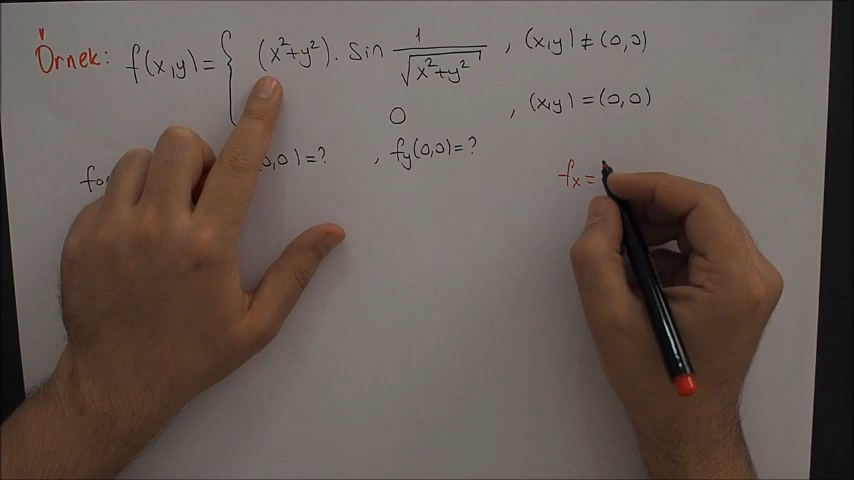 Örnek: f(x,y) = { (x²+y²). Sin 1/√(x²+y²) , (x,y) ≠ (0,0)
0 , (x,y) = (0,0)
(0,0) = ? , fy(0,0) = ?
fx =